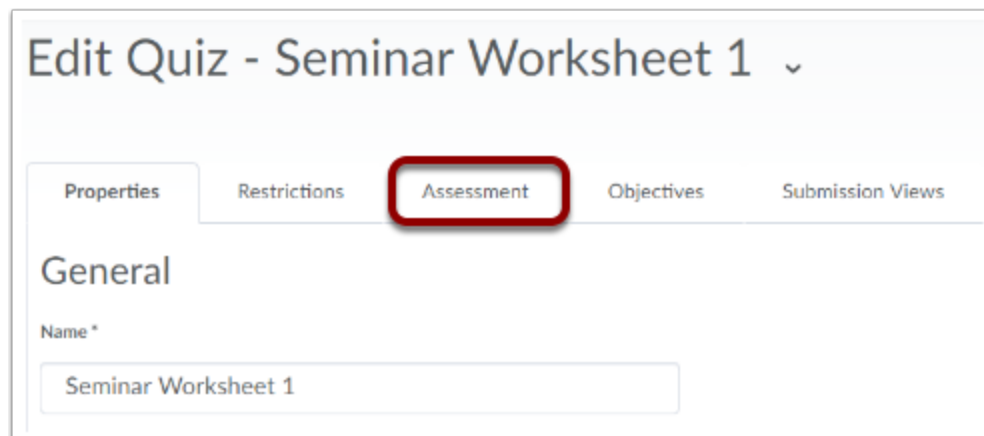 Edit Quiz - Seminar Worksheet 1
Properties Restrictions Assessment Objectives Submission Views
General
Name *
Seminar Worksheet 1